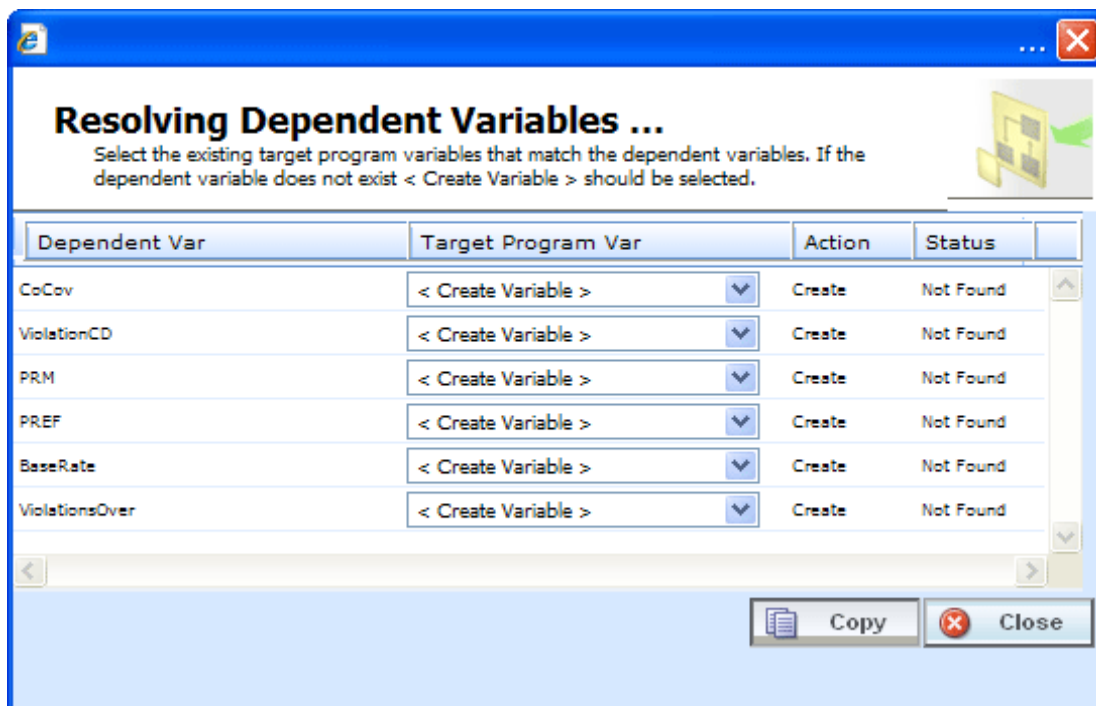 ...
Resolving Dependent Variables ...
Select the existing target program variables that match the dependent variables. If the
dependent variable does not exist < Create Variable > should be selected.
Dependent Var Target Program Var Action Status
CoCov < Create Variable > Create Not Found
ViolationCD < Create Variable > Create Not Found
PRM < Create Variable > Create Not Found
PREF < Create Variable > Create Not Found
BaseRate < Create Variable > Create Not Found
ViolationsOver < Create Variable > Create Not Found
Copy Close